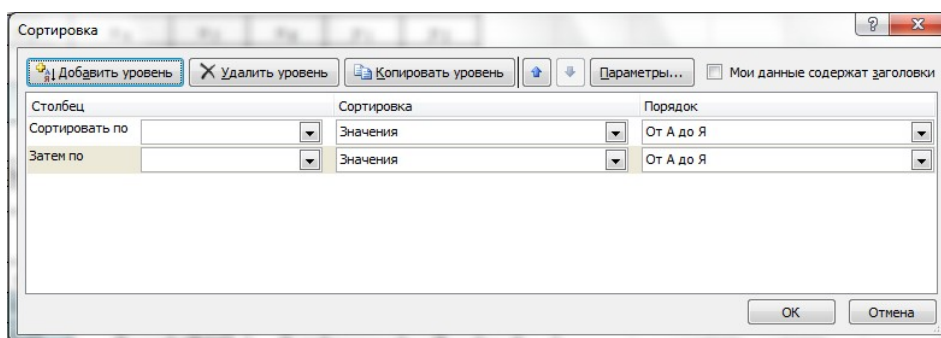 Сортировка
Добавить уровень Удалить уровень Копировать уровень Параметры... Мои данные содержат заголовки
Столбец Сортировка Порядок
Сортировать по Значения От А до Я
Затем по Значения От А до Я
ОК Отмена